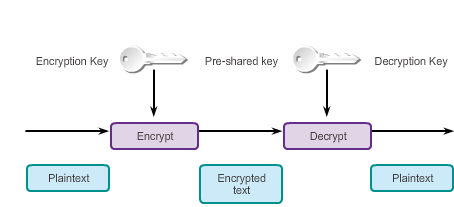 Encryption Key
Pre-shared key
Decryption Key
Encrypt
Decrypt
Plaintext
Encrypted
text
Plaintext